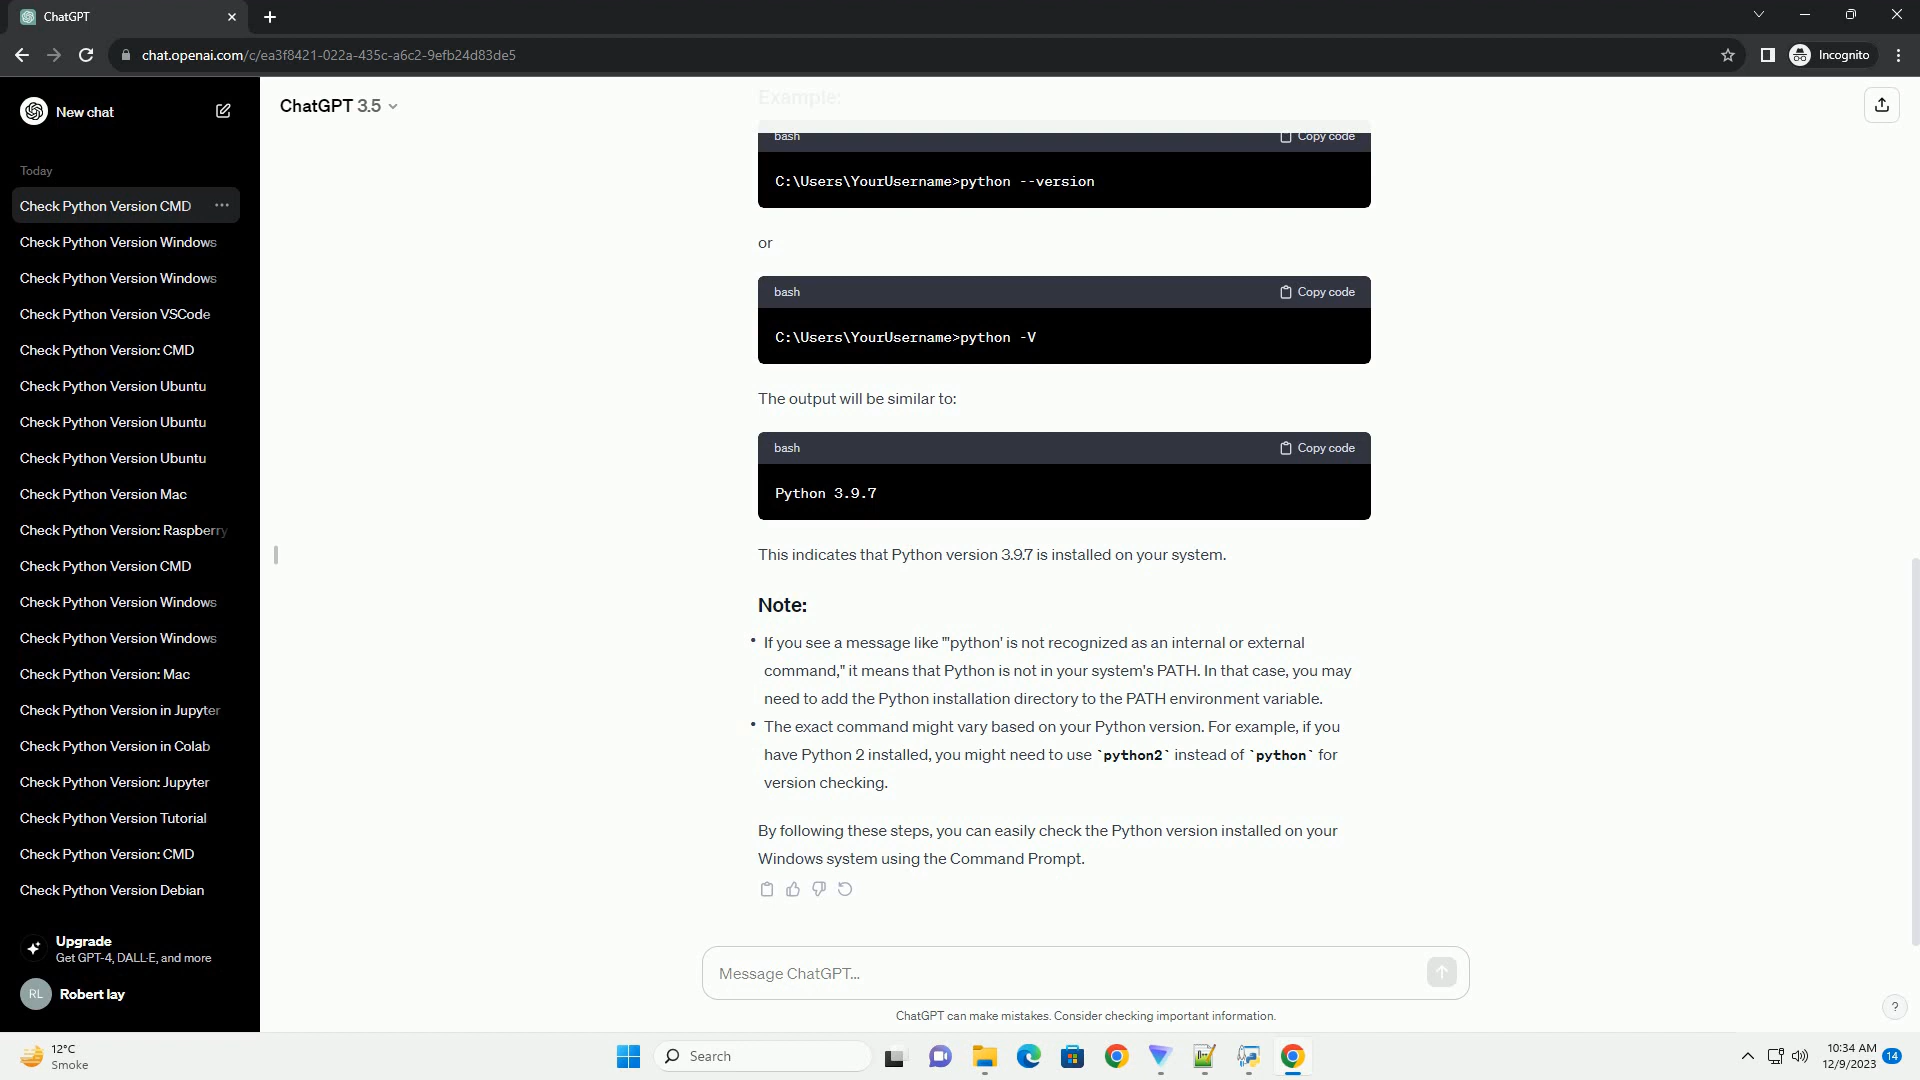 ChatGPT
chat.openai.com/c/ea3f8421-022a-435c-a6c2-9efb24d83de5
Incognito
New chat
Today
Check Python Version CMD
Check Python Version Windows
Check Python Version Windows
Check Python Version VSCode
Check Python Version: CMD
Check Python Version Ubuntu
Check Python Version Ubuntu
Check Python Version Ubuntu
Check Python Version Mac
Check Python Version: Raspberry
Check Python Version CMD
Check Python Version Windows
Check Python Version Windows
Check Python Version: Mac
Check Python Version in Jupyter
Check Python Version in Colab
Check Python Version: Jupyter
Check Python Version Tutorial
Check Python Version: CMD
Check Python Version Debian
Upgrade
Get GPT-4, DALL·E, and more
RL
Robert lay
ChatGPT 3.5
Example:
bash Copy code
C:\Users\YourUsername>python --version
or
bash Copy code
C:\Users\YourUsername>python -V
The output will be similar to:
bash Copy code
Python 3.9.7
This indicates that Python version 3.9.7 is installed on your system.
Note:
• If you see a message like "'python' is not recognized as an internal or external
command," it means that Python is not in your system's PATH. In that case, you may
need to add the Python installation directory to the PATH environment variable.
• The exact command might vary based on your Python version. For example, if you
have Python 2 installed, you might need to use `python2` instead of `python` for
version checking.
By following these steps, you can easily check the Python version installed on your
Windows system using the Command Prompt.
Message ChatGPT...
ChatGPT can make mistakes. Consider checking important information.
?
12°C
Smoke
Search
10:34 AM
12/9/2023
14